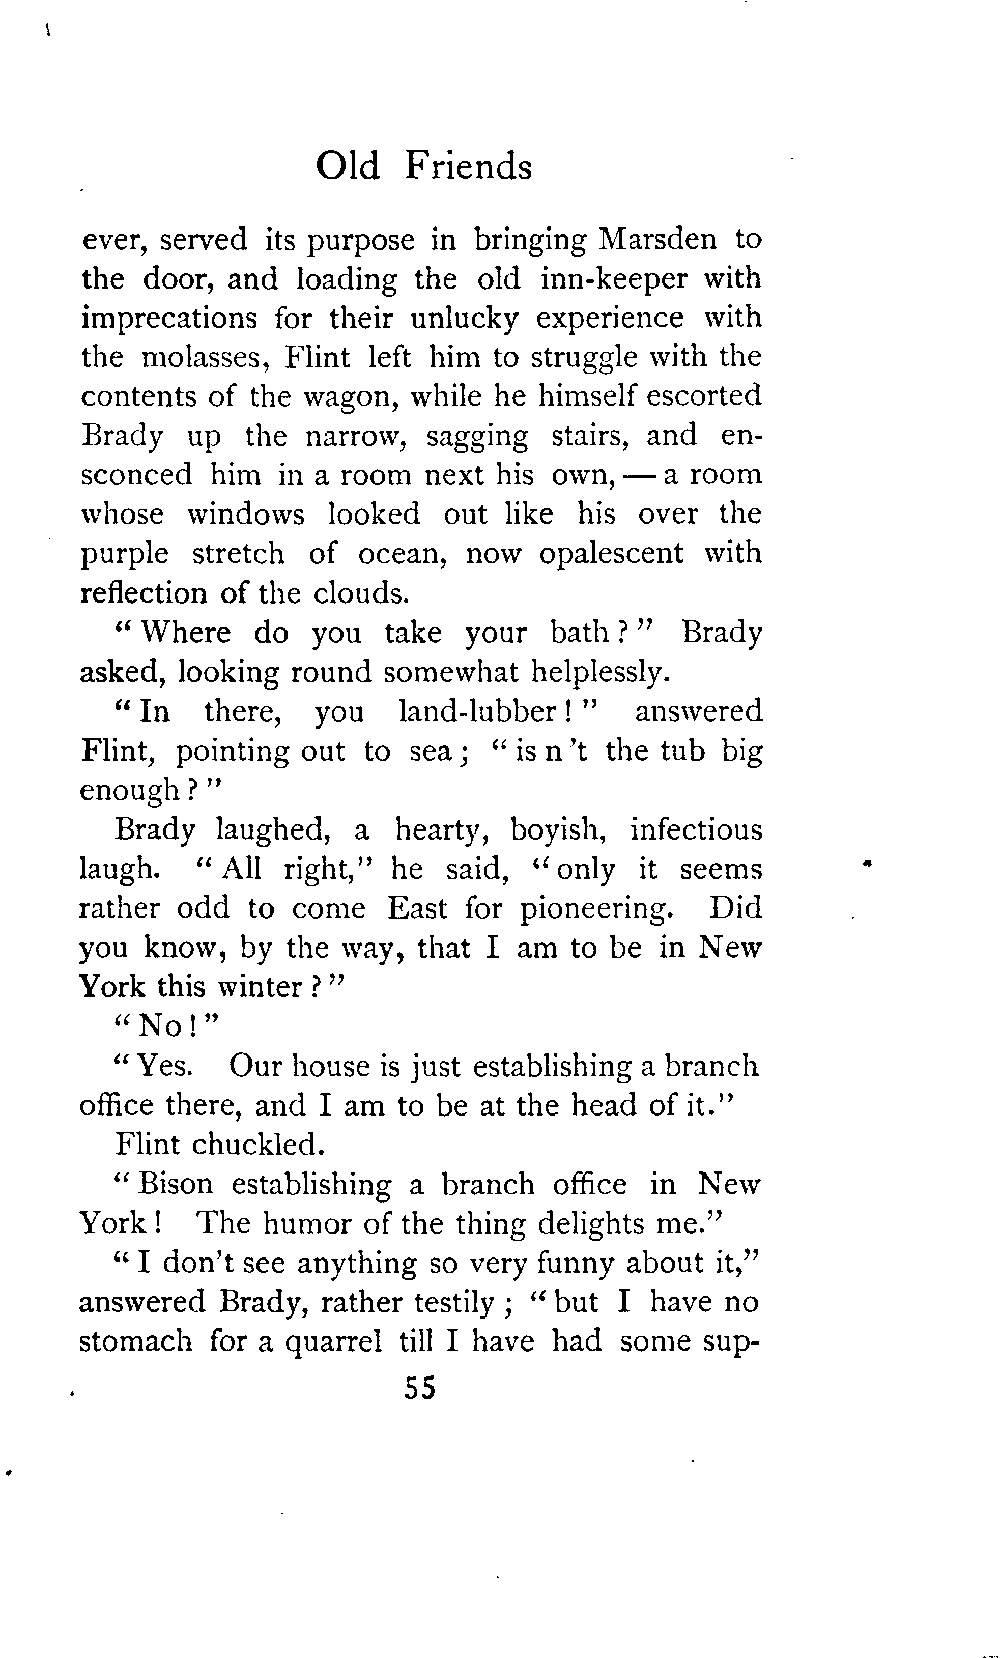 Old Friends
ever, served its purpose in bringing Marsden to
the door, and loading the old inn-keeper with
imprecations for their unlucky experience with
the molasses, Flint left him to struggle with the
contents of the wagon, while he himself escorted
Brady up the narrow, sagging stairs, and en-
sconced him in a room next his own, — a room
whose windows looked out like his over the
purple stretch of ocean, now opalescent with
reflection of the clouds.
“ Where do you take your bath ? ” Brady
asked, looking round somewhat helplessly.
“ In there, you land-lubber ! ” answered
Flint, pointing out to sea ; “ is n 't the tub big
enough ? ”
Brady laughed, a hearty, boyish, infectious
laugh. “ All right,” he said, “ only it seems
rather odd to come East for pioneering. Did
you know, by the way, that I am to be in New
York this winter ? ”
“ No ! ”
“ Yes. Our house is just establishing a branch
office there, and I am to be at the head of it.”
Flint chuckled.
“ Bison establishing a branch office in New
York ! The humor of the thing delights me.”
“ I don't see anything so very funny about it,”
answered Brady, rather testily ; “ but I have no
stomach for a quarrel till I have had some sup-
55